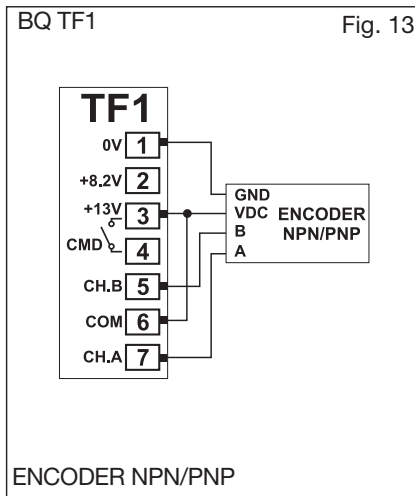 BQ TF1 Fig. 13
TF1
0V 1
+8.2V 2
+13V 3
CMD 4
CH.B 5
COM 6
CH.A 7
GND
VDC ENCODER
B NPN/PNP
A
ENCODER NPN/PNP